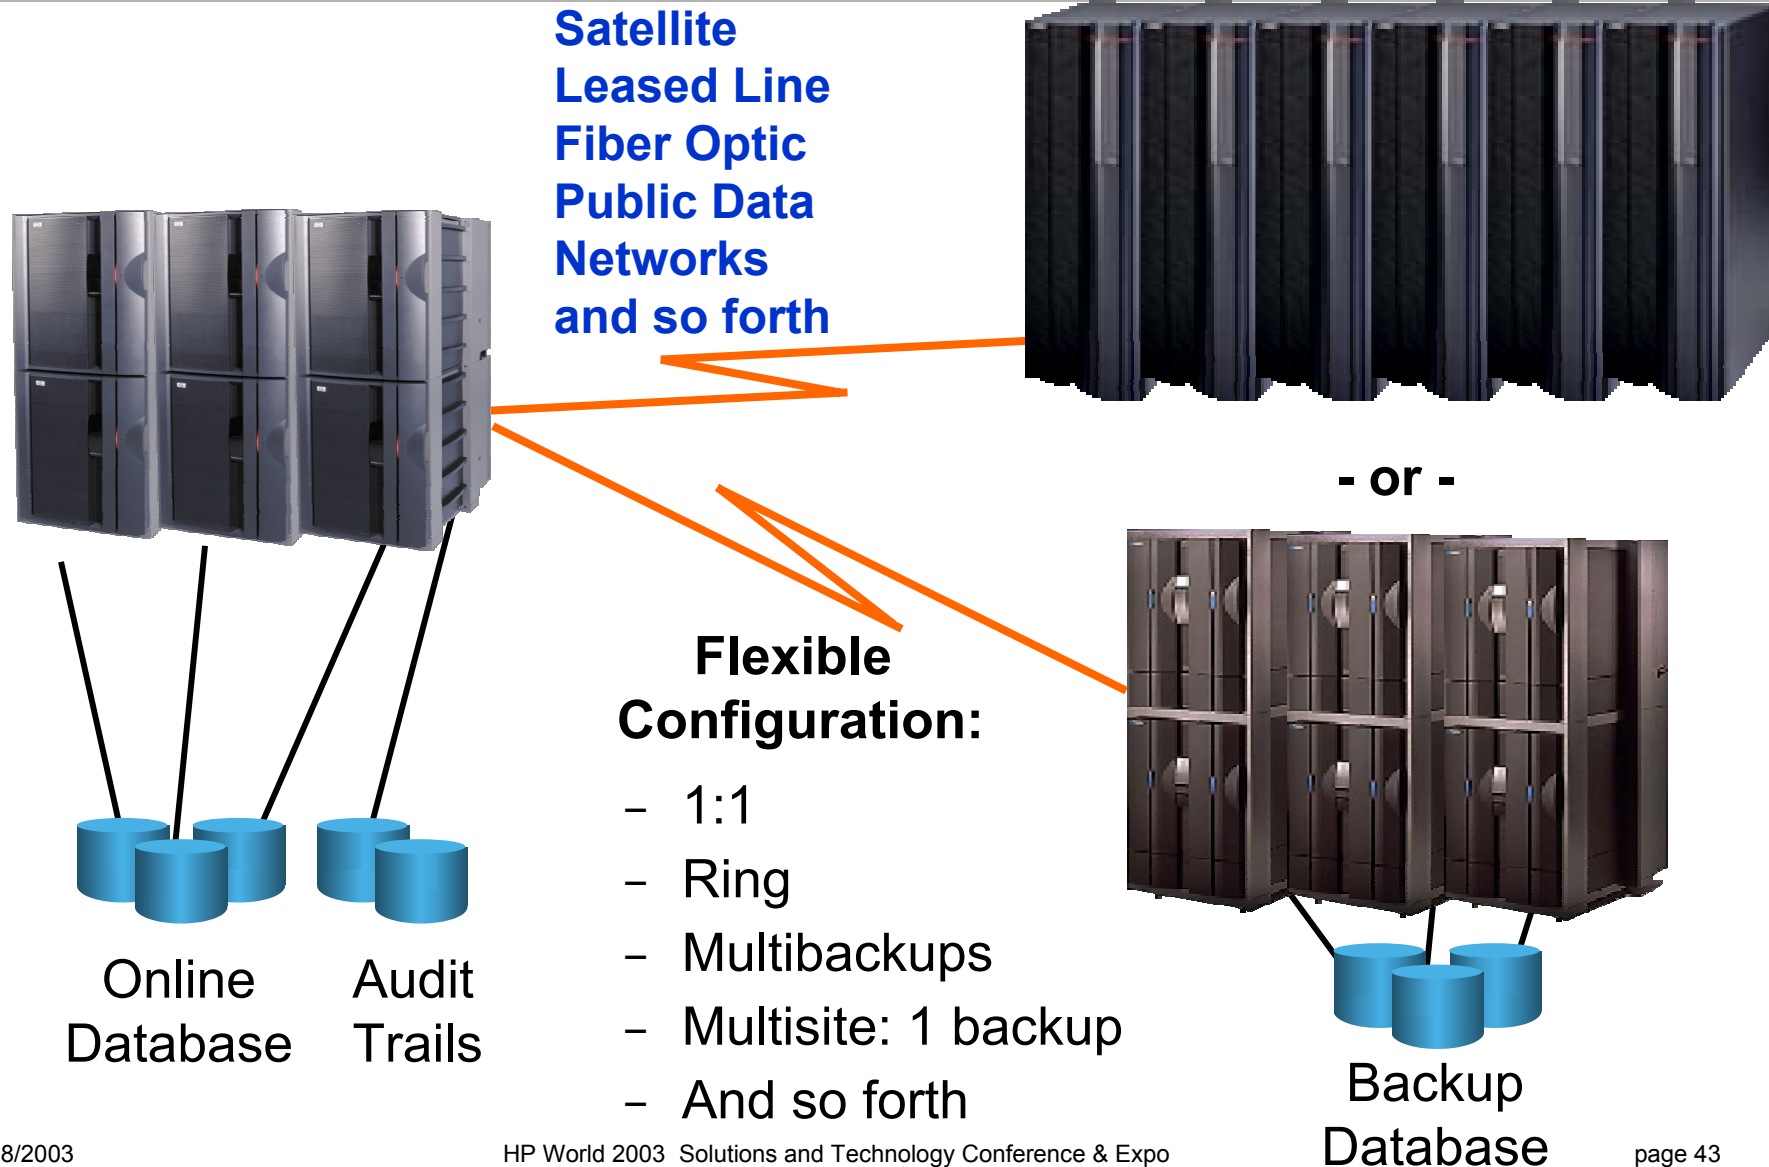 Satellite
Leased Line
Fiber Optic
Public Data
Networks
and so forth
- or -
Flexible
Configuration:
- 1:1
- Ring
- Multibackups
- Multisite: 1 backup
- And so forth
Online
Database
Audit
Trails
Backup
Database
8/2003
HP World 2003 Solutions and Technology Conference & Expo
page 43